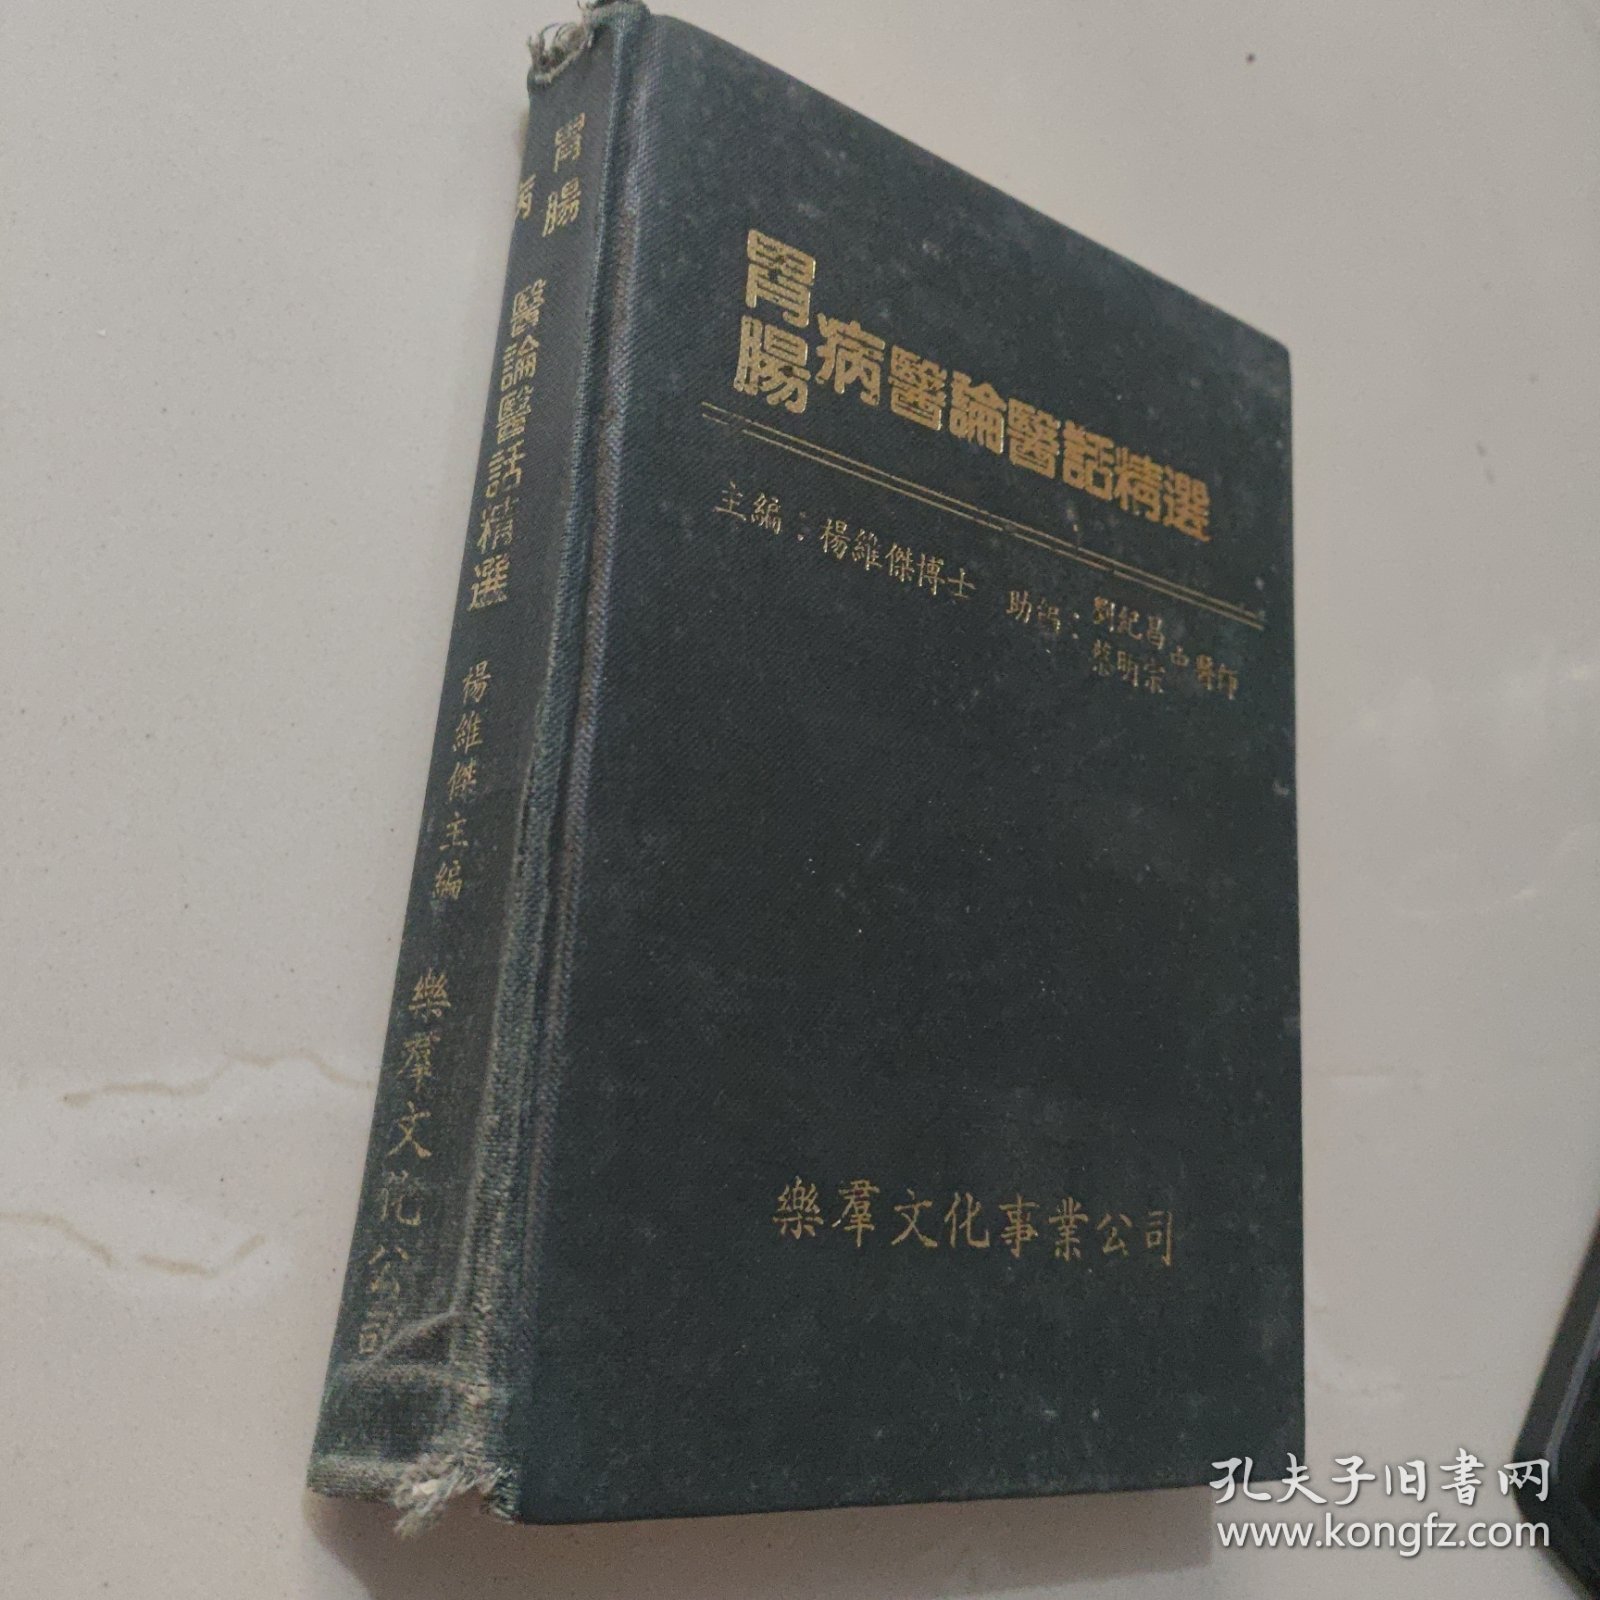 胃腸病醫論醫話精選
主編：楊維傑博士 助編：劉紀昌 蔡明宗 中醫師
樂羣文化事業公司
胃腸病 醫論醫話精選 楊維傑主編 樂羣文化公司
孔夫子旧書网
www.kongfz.com